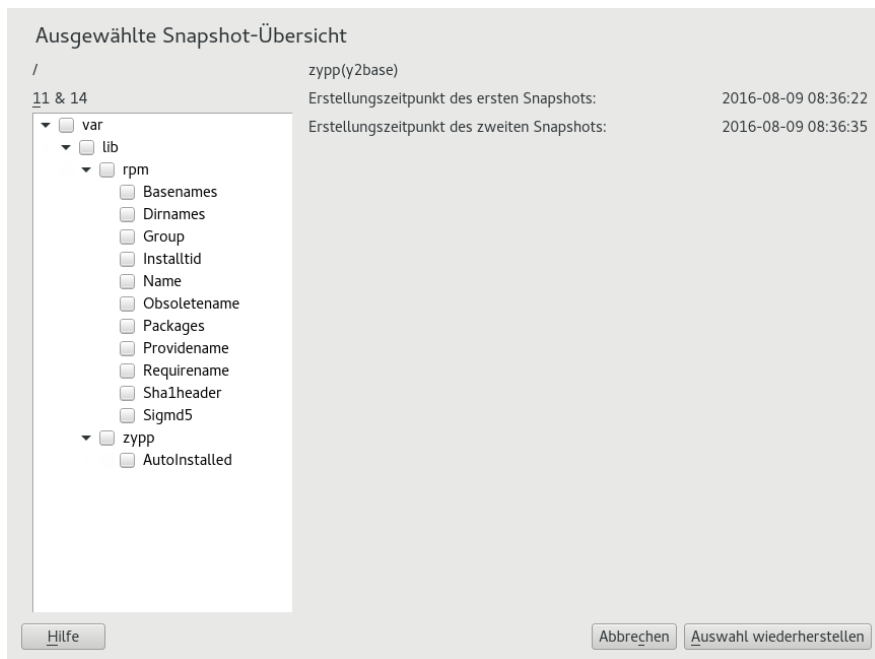 Ausgewählte Snapshot-Übersicht
/
zypp(y2base)
11 & 14
Erstellungszeitpunkt des ersten Snapshots: 2016-08-09 08:36:22
Erstellungszeitpunkt des zweiten Snapshots: 2016-08-09 08:36:35
var
lib
rpm
Basenames
Dirnames
Group
Installtid
Name
Obsoletename
Packages
Providename
Requirename
Sha1header
Sigmd5
zypp
AutoInstalled
Hilfe
Abbrechen
Auswahl wiederherstellen